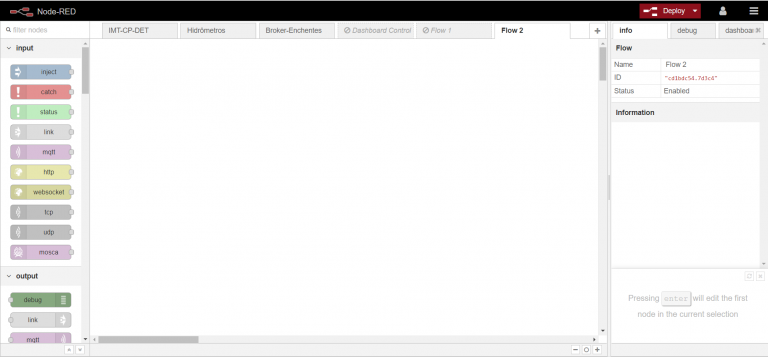 Node-RED
Deploy
filter nodes
IMT-CP-DET
Hidrómetros
Broker-Enchentes
Dashboard Control
Flow 1
Flow 2
info
debug
dashboard
input
inject
catch
status
link
mqtt
http
websocket
tcp
udp
mosca
output
debug
link
mqtt
Flow
Name Flow 2
ID "cd3bdc54.7d3c4"
Status Enabled
Information
Pressing enter will edit the first
node in the current selection